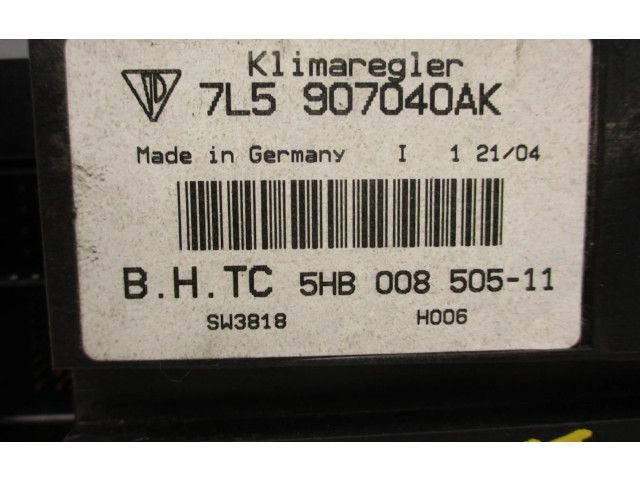 Klimaregler
7L5 907040AK
Made in Germany I 1 21/04
B.H.TC 5HB 008 505-11
SW3818 H006